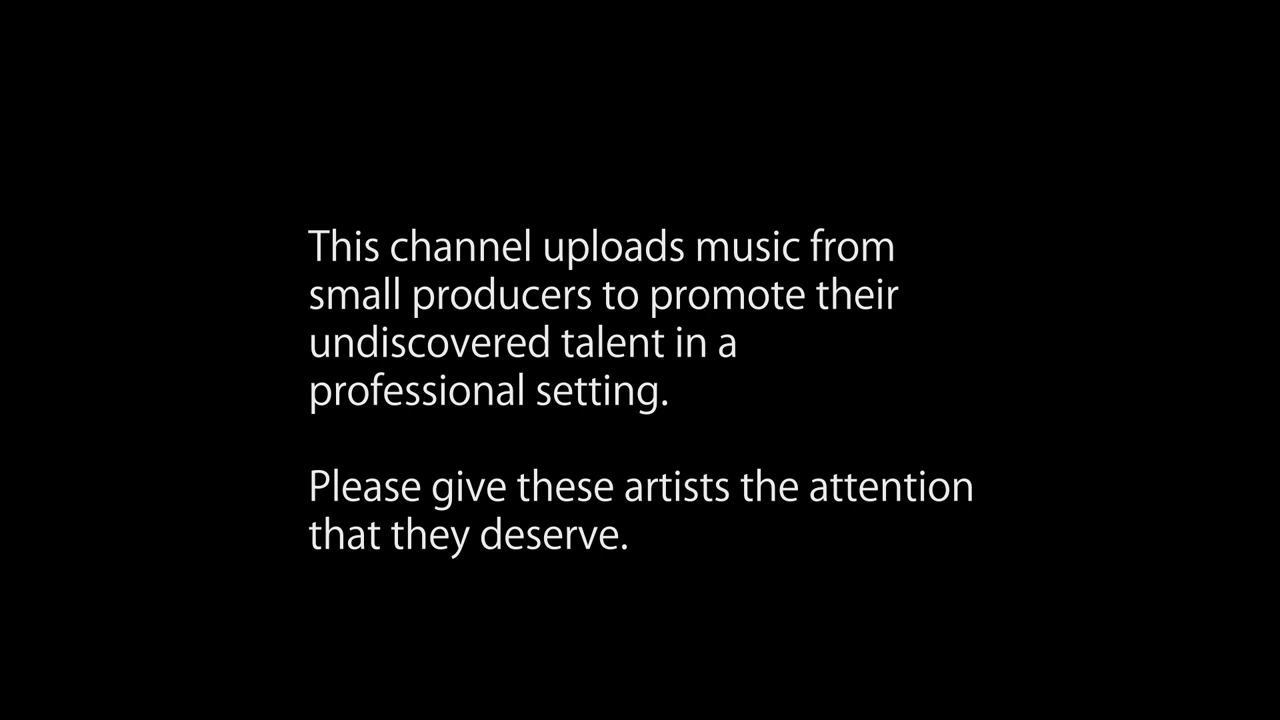 This channel uploads music from
small producers to promote their
undiscovered talent in a
professional setting.
Please give these artists the attention
that they deserve.